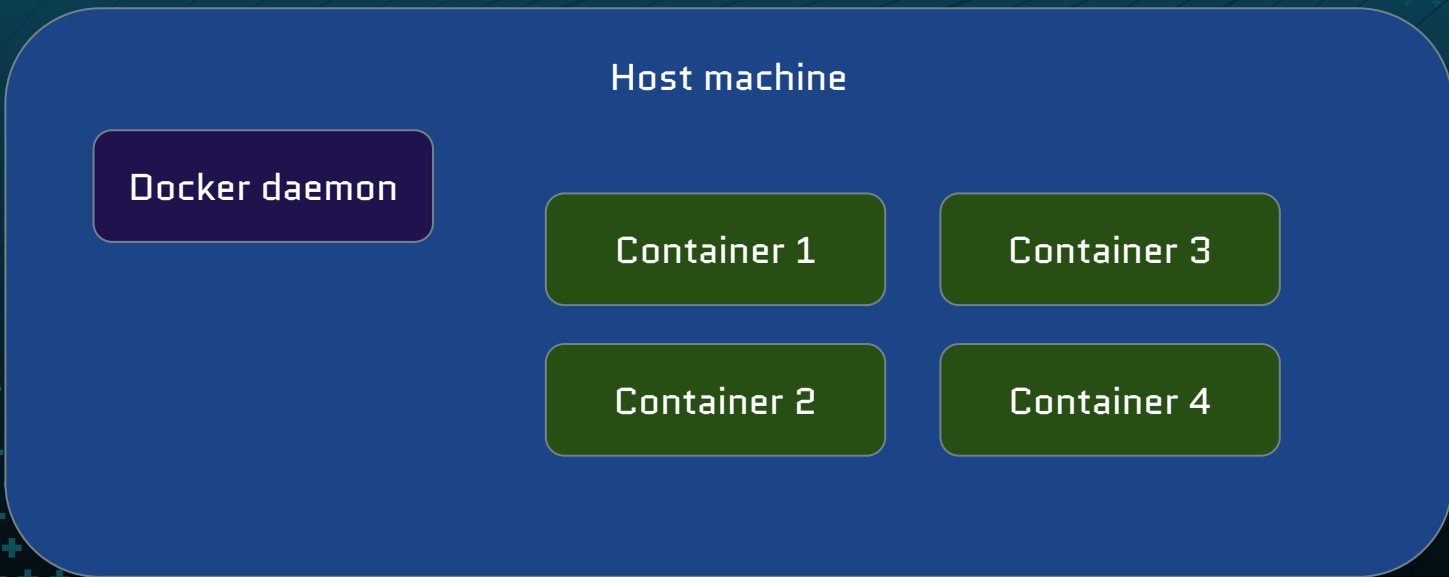 Host machine
Docker daemon
Container 1
Container 3
Container 2
Container 4